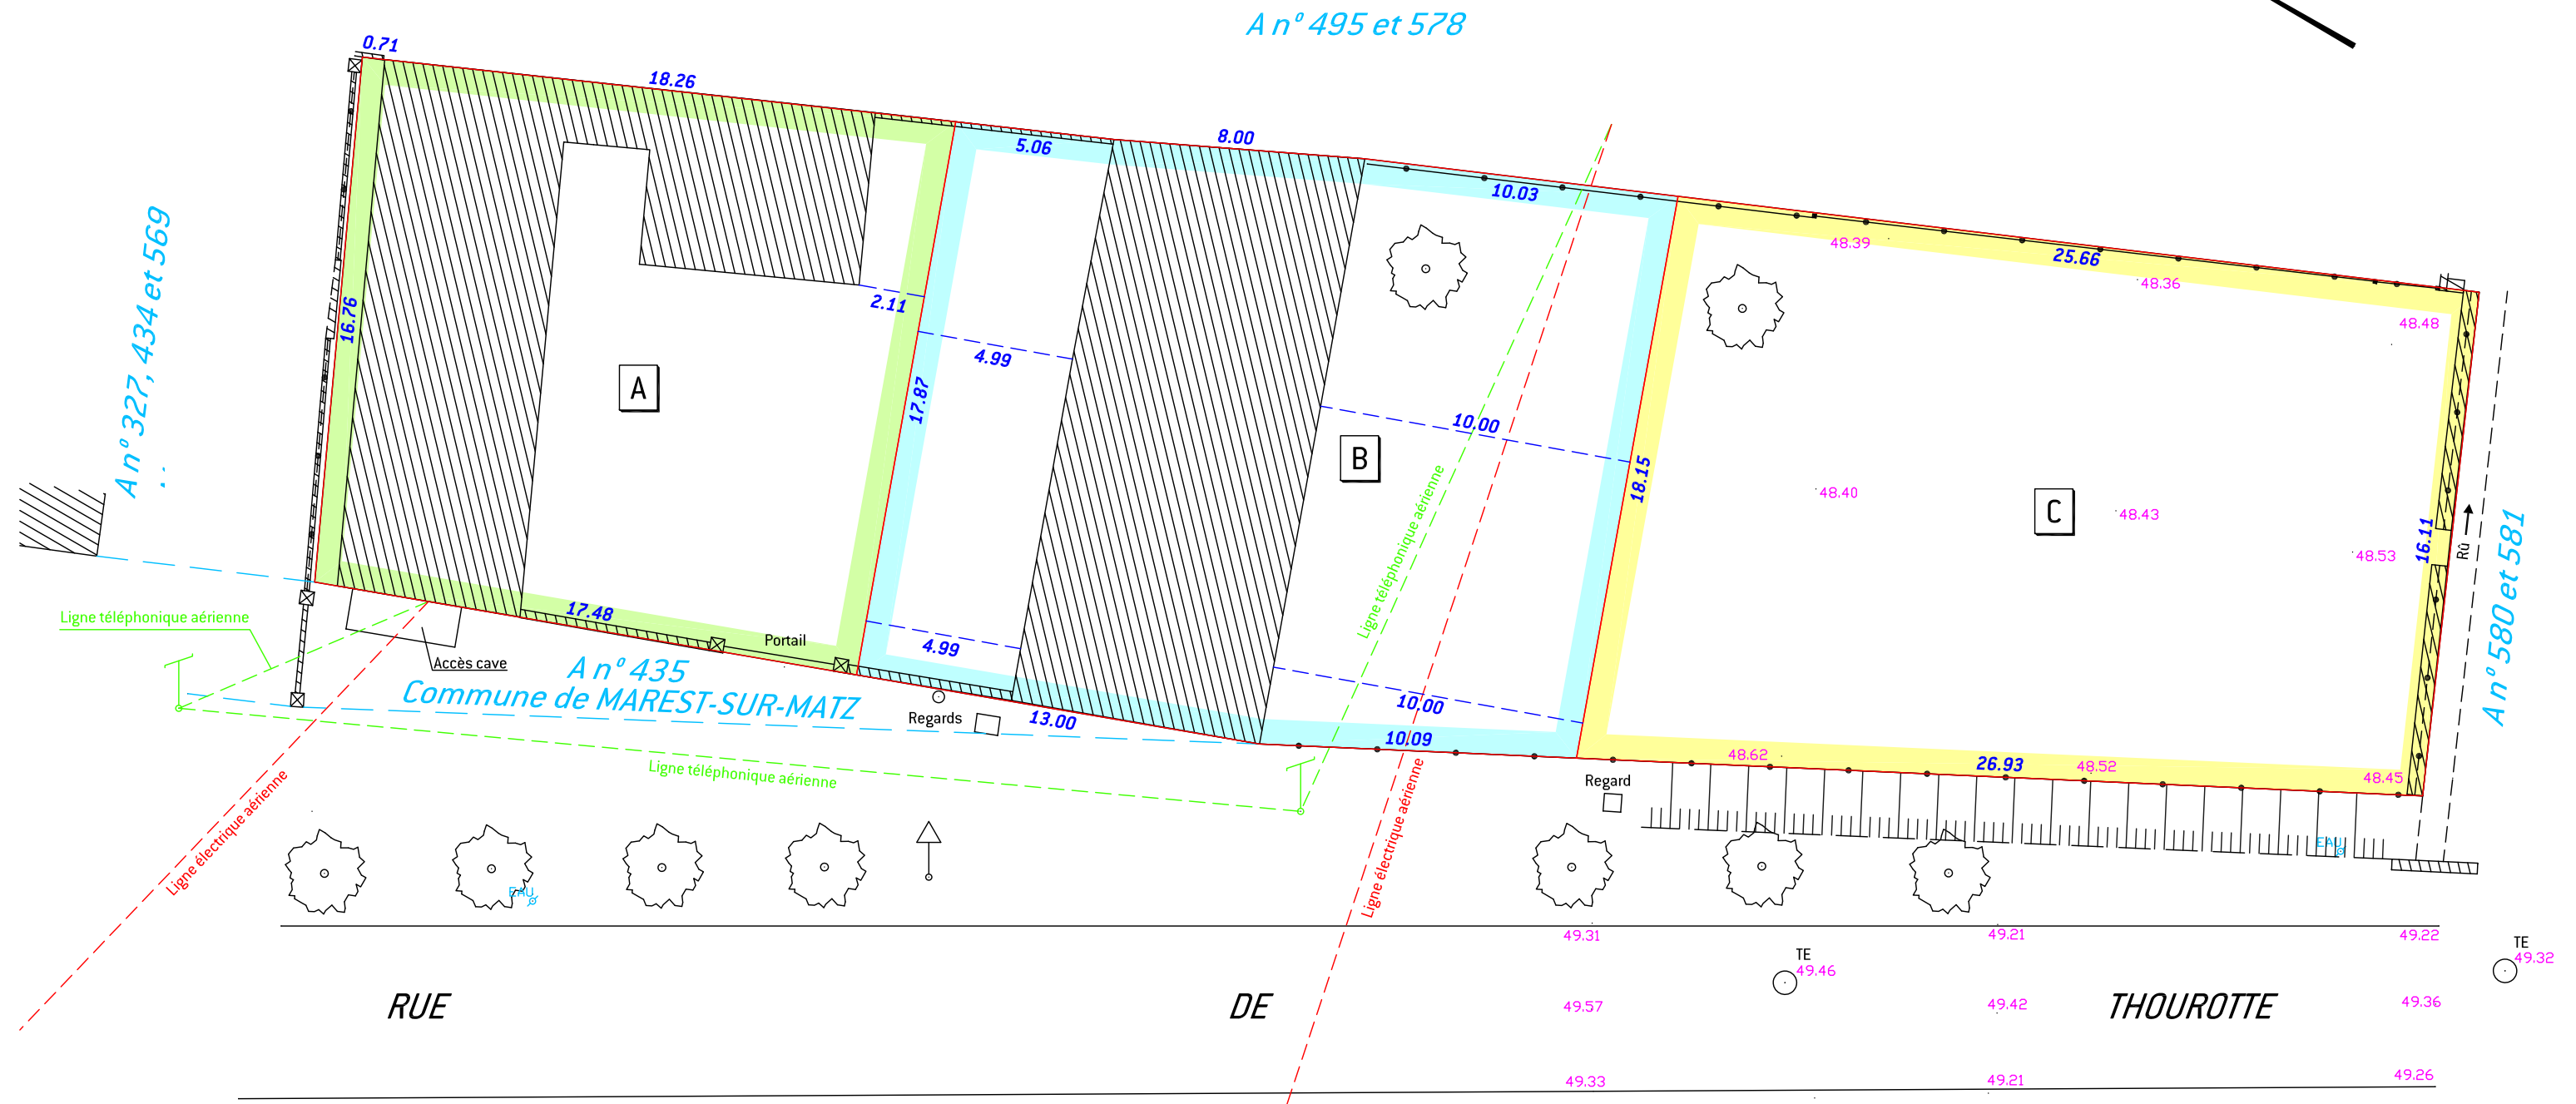 A n° 495 et 578
0.71
18.26
5.06
8.00
10.03
25.66
48.39
48.36
48.48
A n° 327, 434 et 569
16.76
2.11
4.99
17.87
A
10.00
B
18.15
48.40
48.43
C
48.53
16.11
Rû
A n° 580 et 581
Ligne téléphonique aérienne
Ligne téléphonique aérienne
17.48
Portail
4.99
Accès cave
A n° 435
Commune de MAREST-SUR-MATZ
Regards
13.00
10.00
10.09
48.62
26.93
48.52
48.45
Ligne téléphonique aérienne
Regard
Ligne électrique aérienne
Ligne électrique aérienne
EAU
EAU
49.31
49.21
49.22
TE
49.46
TE
49.32
RUE DE THOUROTTE
49.57
49.42
49.36
49.33
49.21
49.26